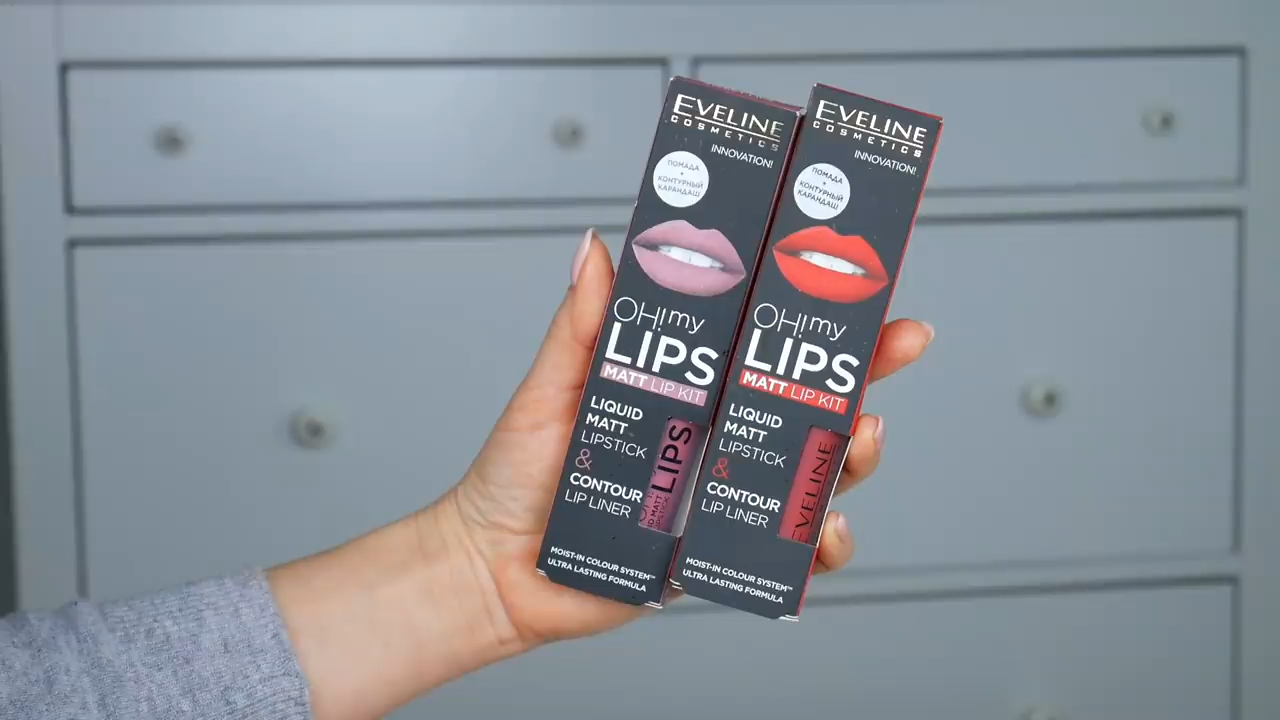 EVELINE
COSMETICS
INNOVATION!
ПОМАДА
+
КОНТУРНЫЙ
КАРАНДАШ
OH! my
LIPS
MATT LIP KIT
LIQUID
MATT
LIPSTICK
&
CONTOUR
LIP LINER
LIPS
MOIST-IN COLOUR SYSTEM™
ULTRA LASTING FORMULA
EVELINE
COSMETICS
INNOVATION!
ПОМАДА
+
КОНТУРНЫЙ
КАРАНДАШ
OH! my
LIPS
MATT LIP KIT
LIQUID
MATT
LIPSTICK
&
CONTOUR
LIP LINER
EVELINE
MOIST-IN COLOUR SYSTEM™
ULTRA LASTING FORMULA